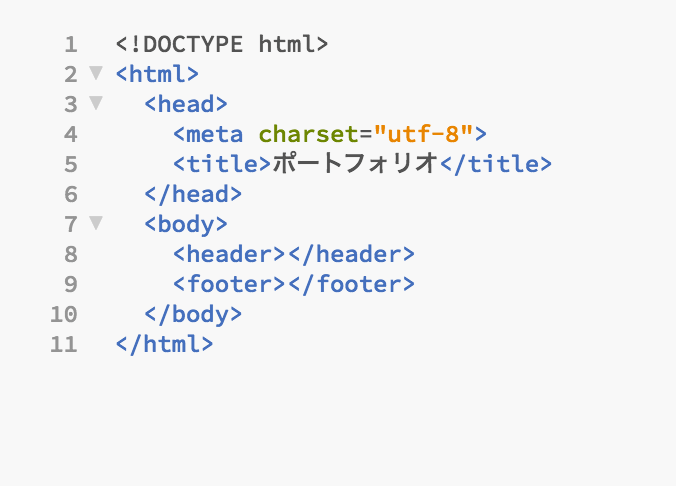 1 <!DOCTYPE html>
2 <html>
3 <head>
4 <meta charset="utf-8">
5 <title>ポートフォリオ</title>
6 </head>
7 <body>
8 <header></header>
9 <footer></footer>
10 </body>
11 </html>